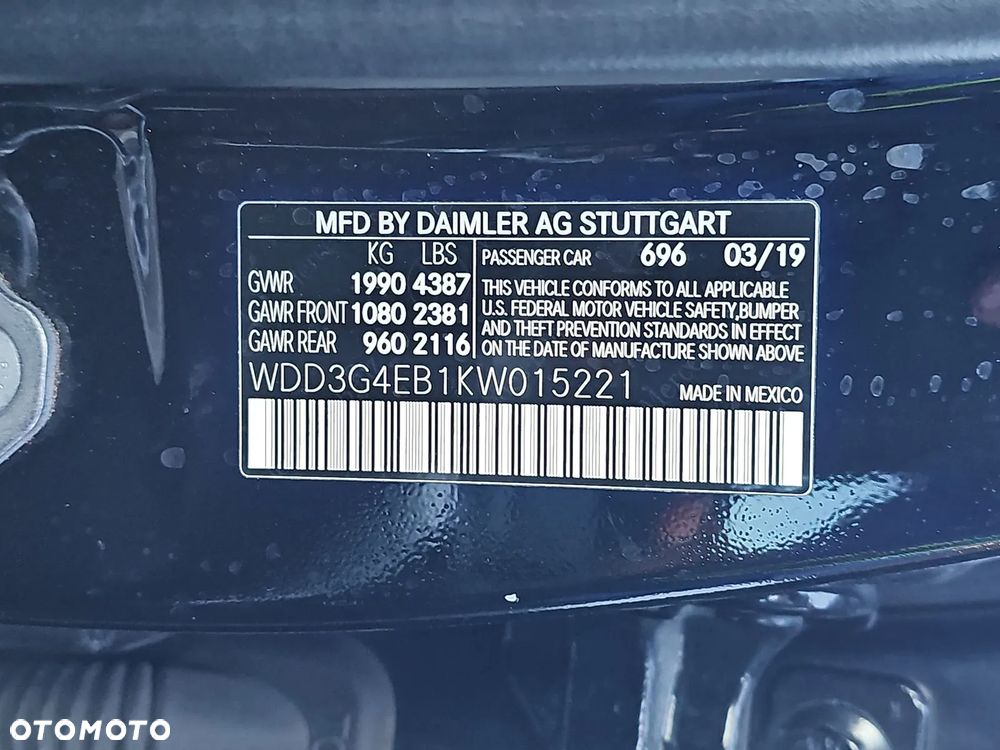 MFD BY DAIMLER AG STUTTGART
KG LBS
GVWR 1990 4387
GAWR FRONT 1080 2381
GAWR REAR 960 2116
PASSENGER CAR 696 03/19
THIS VEHICLE CONFORMS TO ALL APPLICABLE
U.S. FEDERAL MOTOR VEHICLE SAFETY,BUMPER
AND THEFT PREVENTION STANDARDS IN EFFECT
ON THE DATE OF MANUFACTURE SHOWN ABOVE
WDD3G4EB1KW015221 MADE IN MEXICO
OTOMOTO